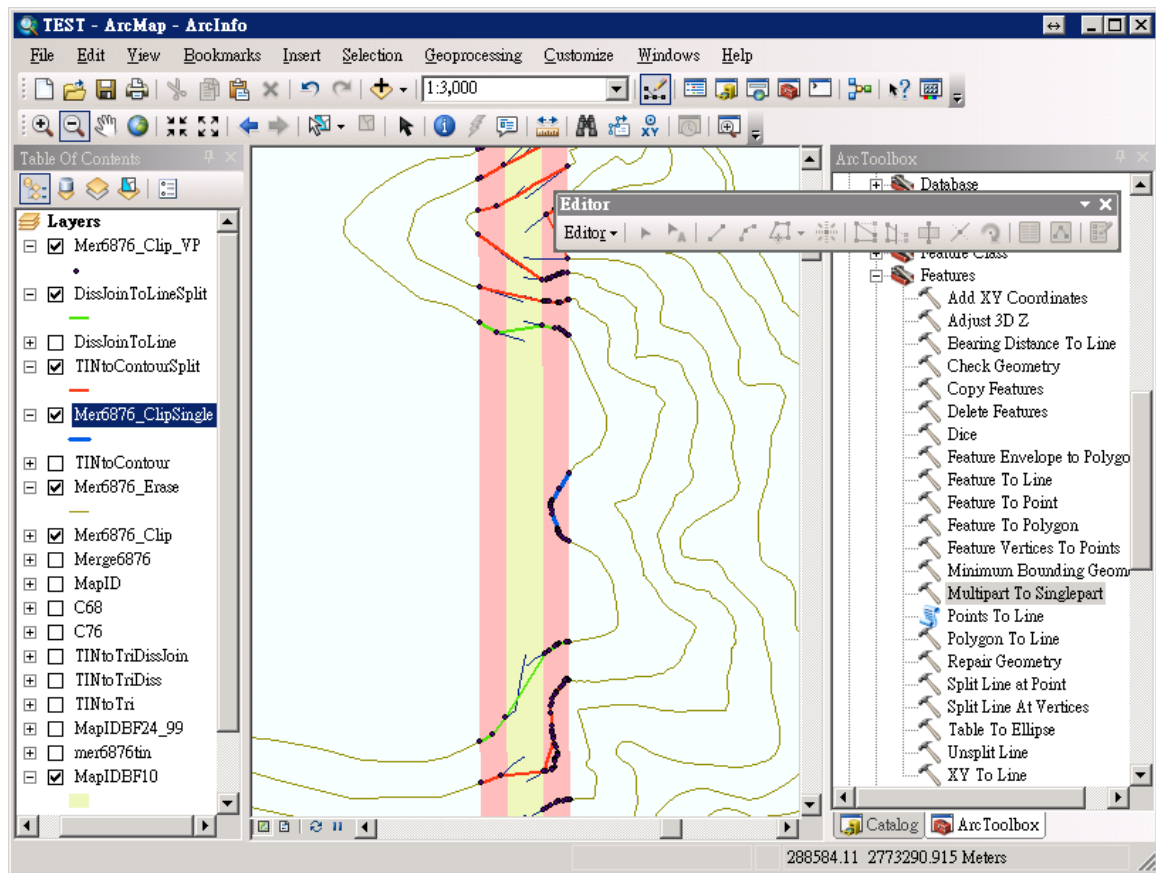 TEST - ArcMap - ArcInfo
File Edit View Bookmarks Insert Selection Geoprocessing Customize Windows Help
1:3,000
XY
Table Of Contents
Layers
Mer6876_Clip_VP
DissJoinToLineSplit
DissJoinToLine
TINtoContourSplit
Mer6876_ClipSingle
TINtoContour
Mer6876_Erase
Mer6876_Clip
Merge6876
MapID
C68
C76
TINtoTriDissJoin
TINtoTriDiss
TINtoTri
MapIDBF24_99
mer6876tin
MapIDBF10
Editor
Editor
ArcToolbox
Database
Feature Class
Features
Add XY Coordinates
Adjust 3D Z
Bearing Distance To Line
Check Geometry
Copy Features
Delete Features
Dice
Feature Envelope to Polygo
Feature To Line
Feature To Point
Feature To Polygon
Feature Vertices To Points
Minimum Bounding Geom
Multipart To Singlepart
Points To Line
Polygon To Line
Repair Geometry
Split Line at Point
Split Line At Vertices
Table To Ellipse
Unsplit Line
XY To Line
Catalog ArcToolbox
288584.11 2773290.915 Meters